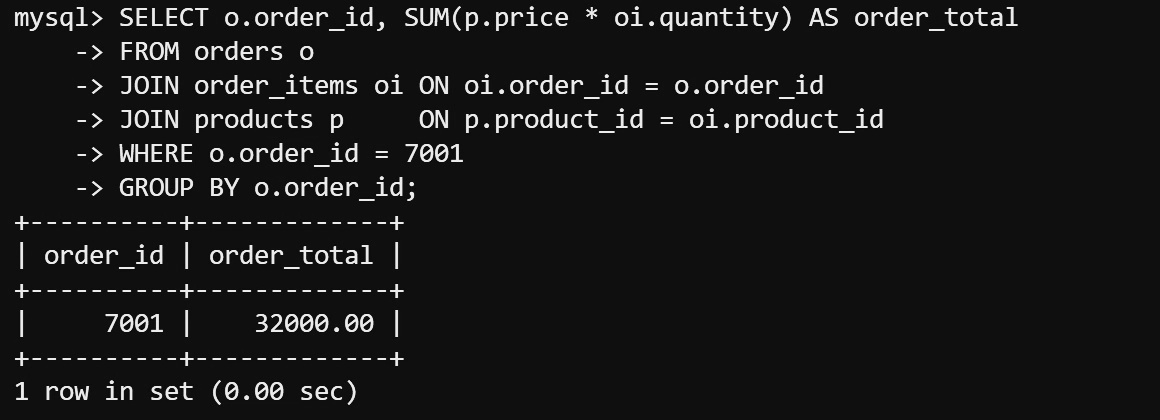 mysql> SELECT o.order_id, SUM(p.price * oi.quantity) AS order_total
    -> FROM orders o
    -> JOIN order_items oi ON oi.order_id = o.order_id
    -> JOIN products p     ON p.product_id = oi.product_id
    -> WHERE o.order_id = 7001
    -> GROUP BY o.order_id;
+----------+-------------+
| order_id | order_total |
+----------+-------------+
|     7001 |    32000.00 |
+----------+-------------+
1 row in set (0.00 sec)